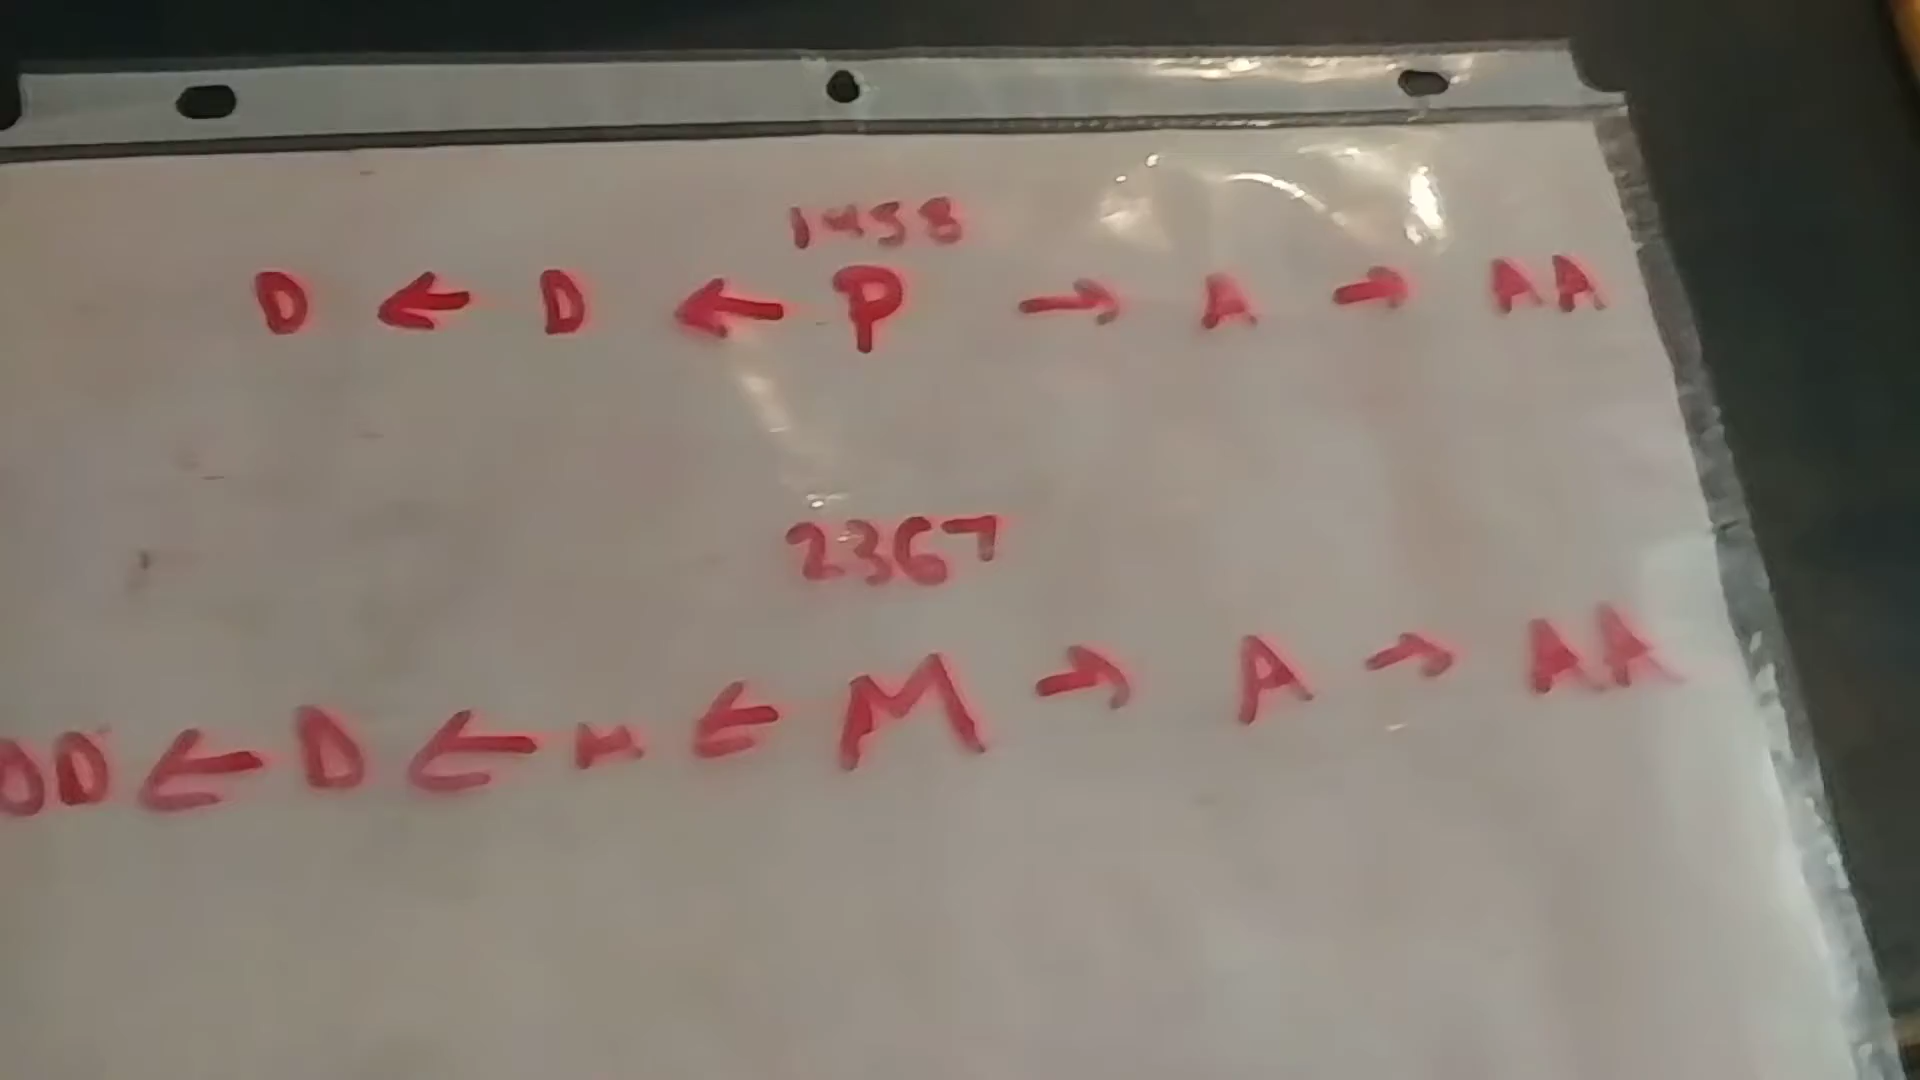 1458
D ← D ← P → A → AA
2367
DD ← D ← M ← M → A → AA